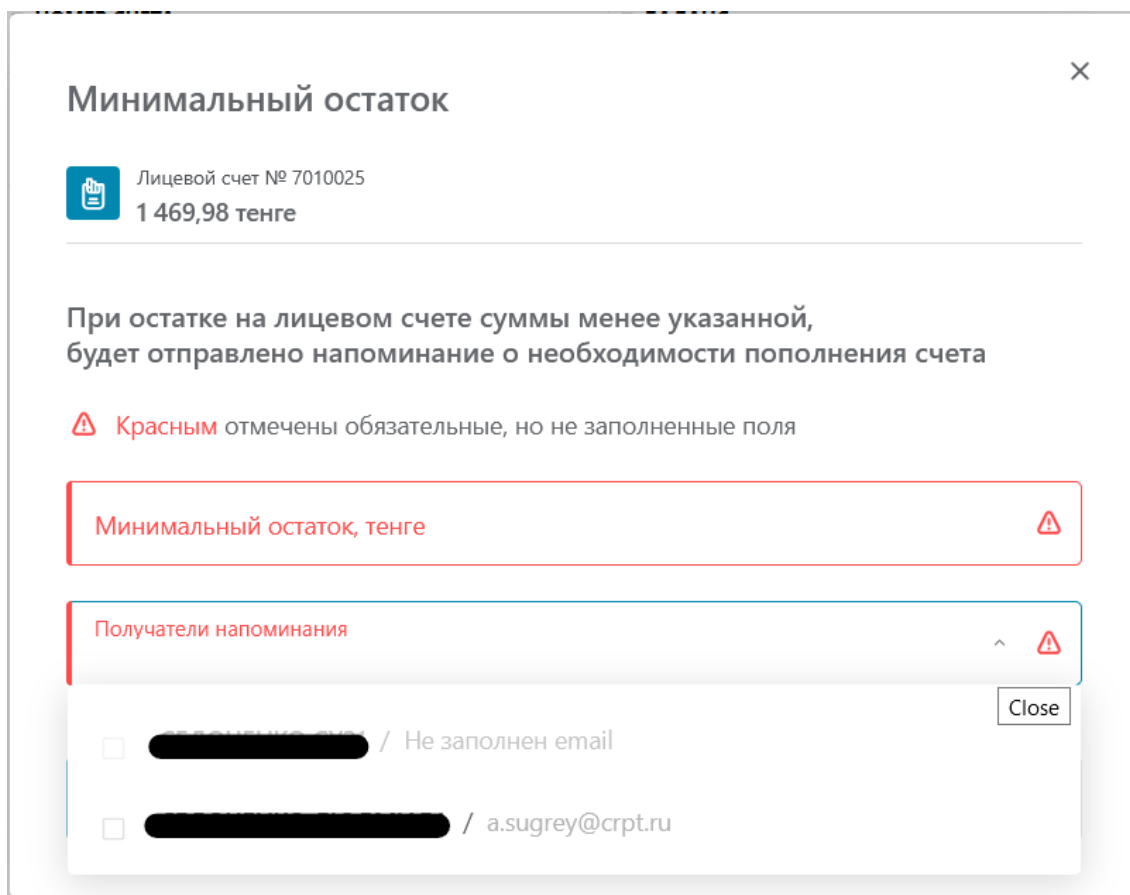 Минимальный остаток
Лицевой счет № 7010025
1 469,98 тенге
При остатке на лицевом счете суммы менее указанной,
будет отправлено напоминание о необходимости пополнения счета
Красным отмечены обязательные, но не заполненные поля
Минимальный остаток, тенге
Получатели напоминания
Close
/ Не заполнен email
/ a.sugrey@crpt.ru